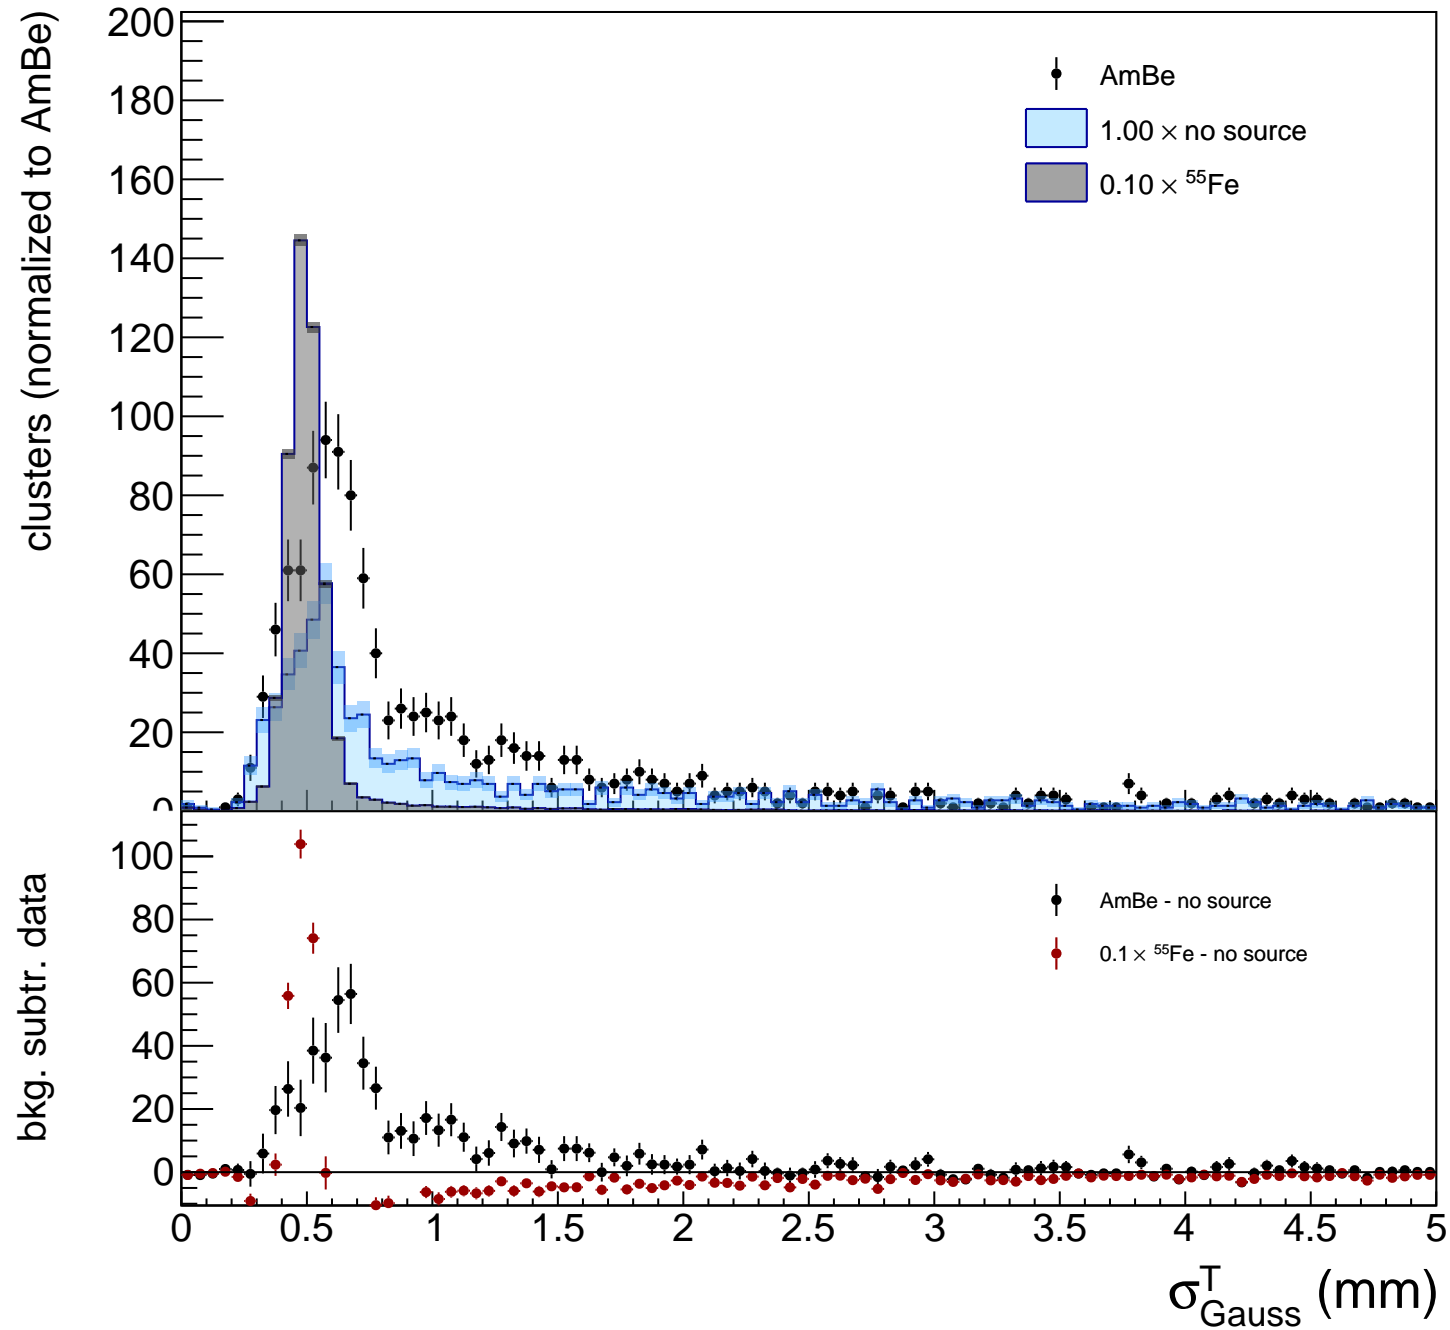 clusters (normalized to AmBe)
200
180
160
140
120
100
80
60
40
20
0
AmBe
1.00 × no source
0.10 × ⁵⁵Fe
bkg. subtr. data
100
80
60
40
20
0
AmBe - no source
0.1 × ⁵⁵Fe - no source
0 0.5 1 1.5 2 2.5 3 3.5 4 4.5 5
σᵀ_Gauss (mm)